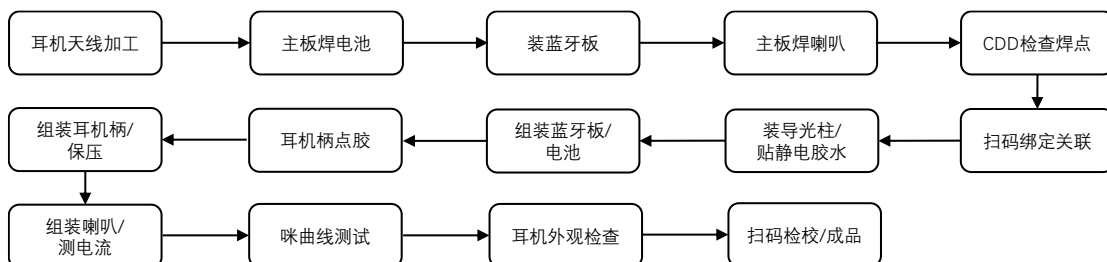 耳机天线加工
主板焊电池
装蓝牙板
主板焊喇叭
CDD检查焊点
扫码绑定关联
装导光柱/
贴静电胶水
组装蓝牙板/
电池
耳机柄点胶
组装耳机柄/
保压
组装喇叭/
测电流
咪曲线测试
耳机外观检查
扫码检校/成品